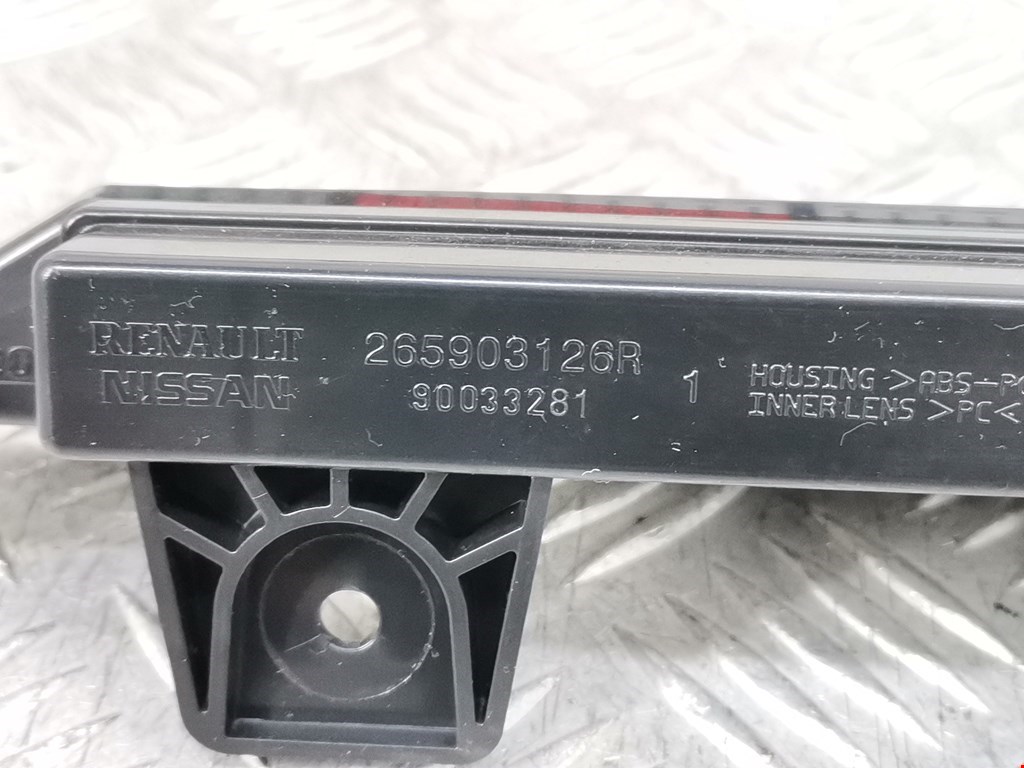 RENAULT
NISSAN
265903126R
90033281
1
HOUSING >ABS+P
INNER LENS >PC<